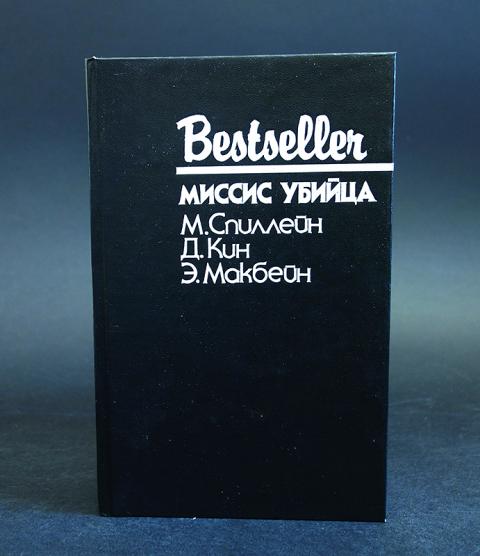 Bestseller
МИССИС УБИЙЦА
М.Спиллейн
Д.Кин
Э.Макбейн